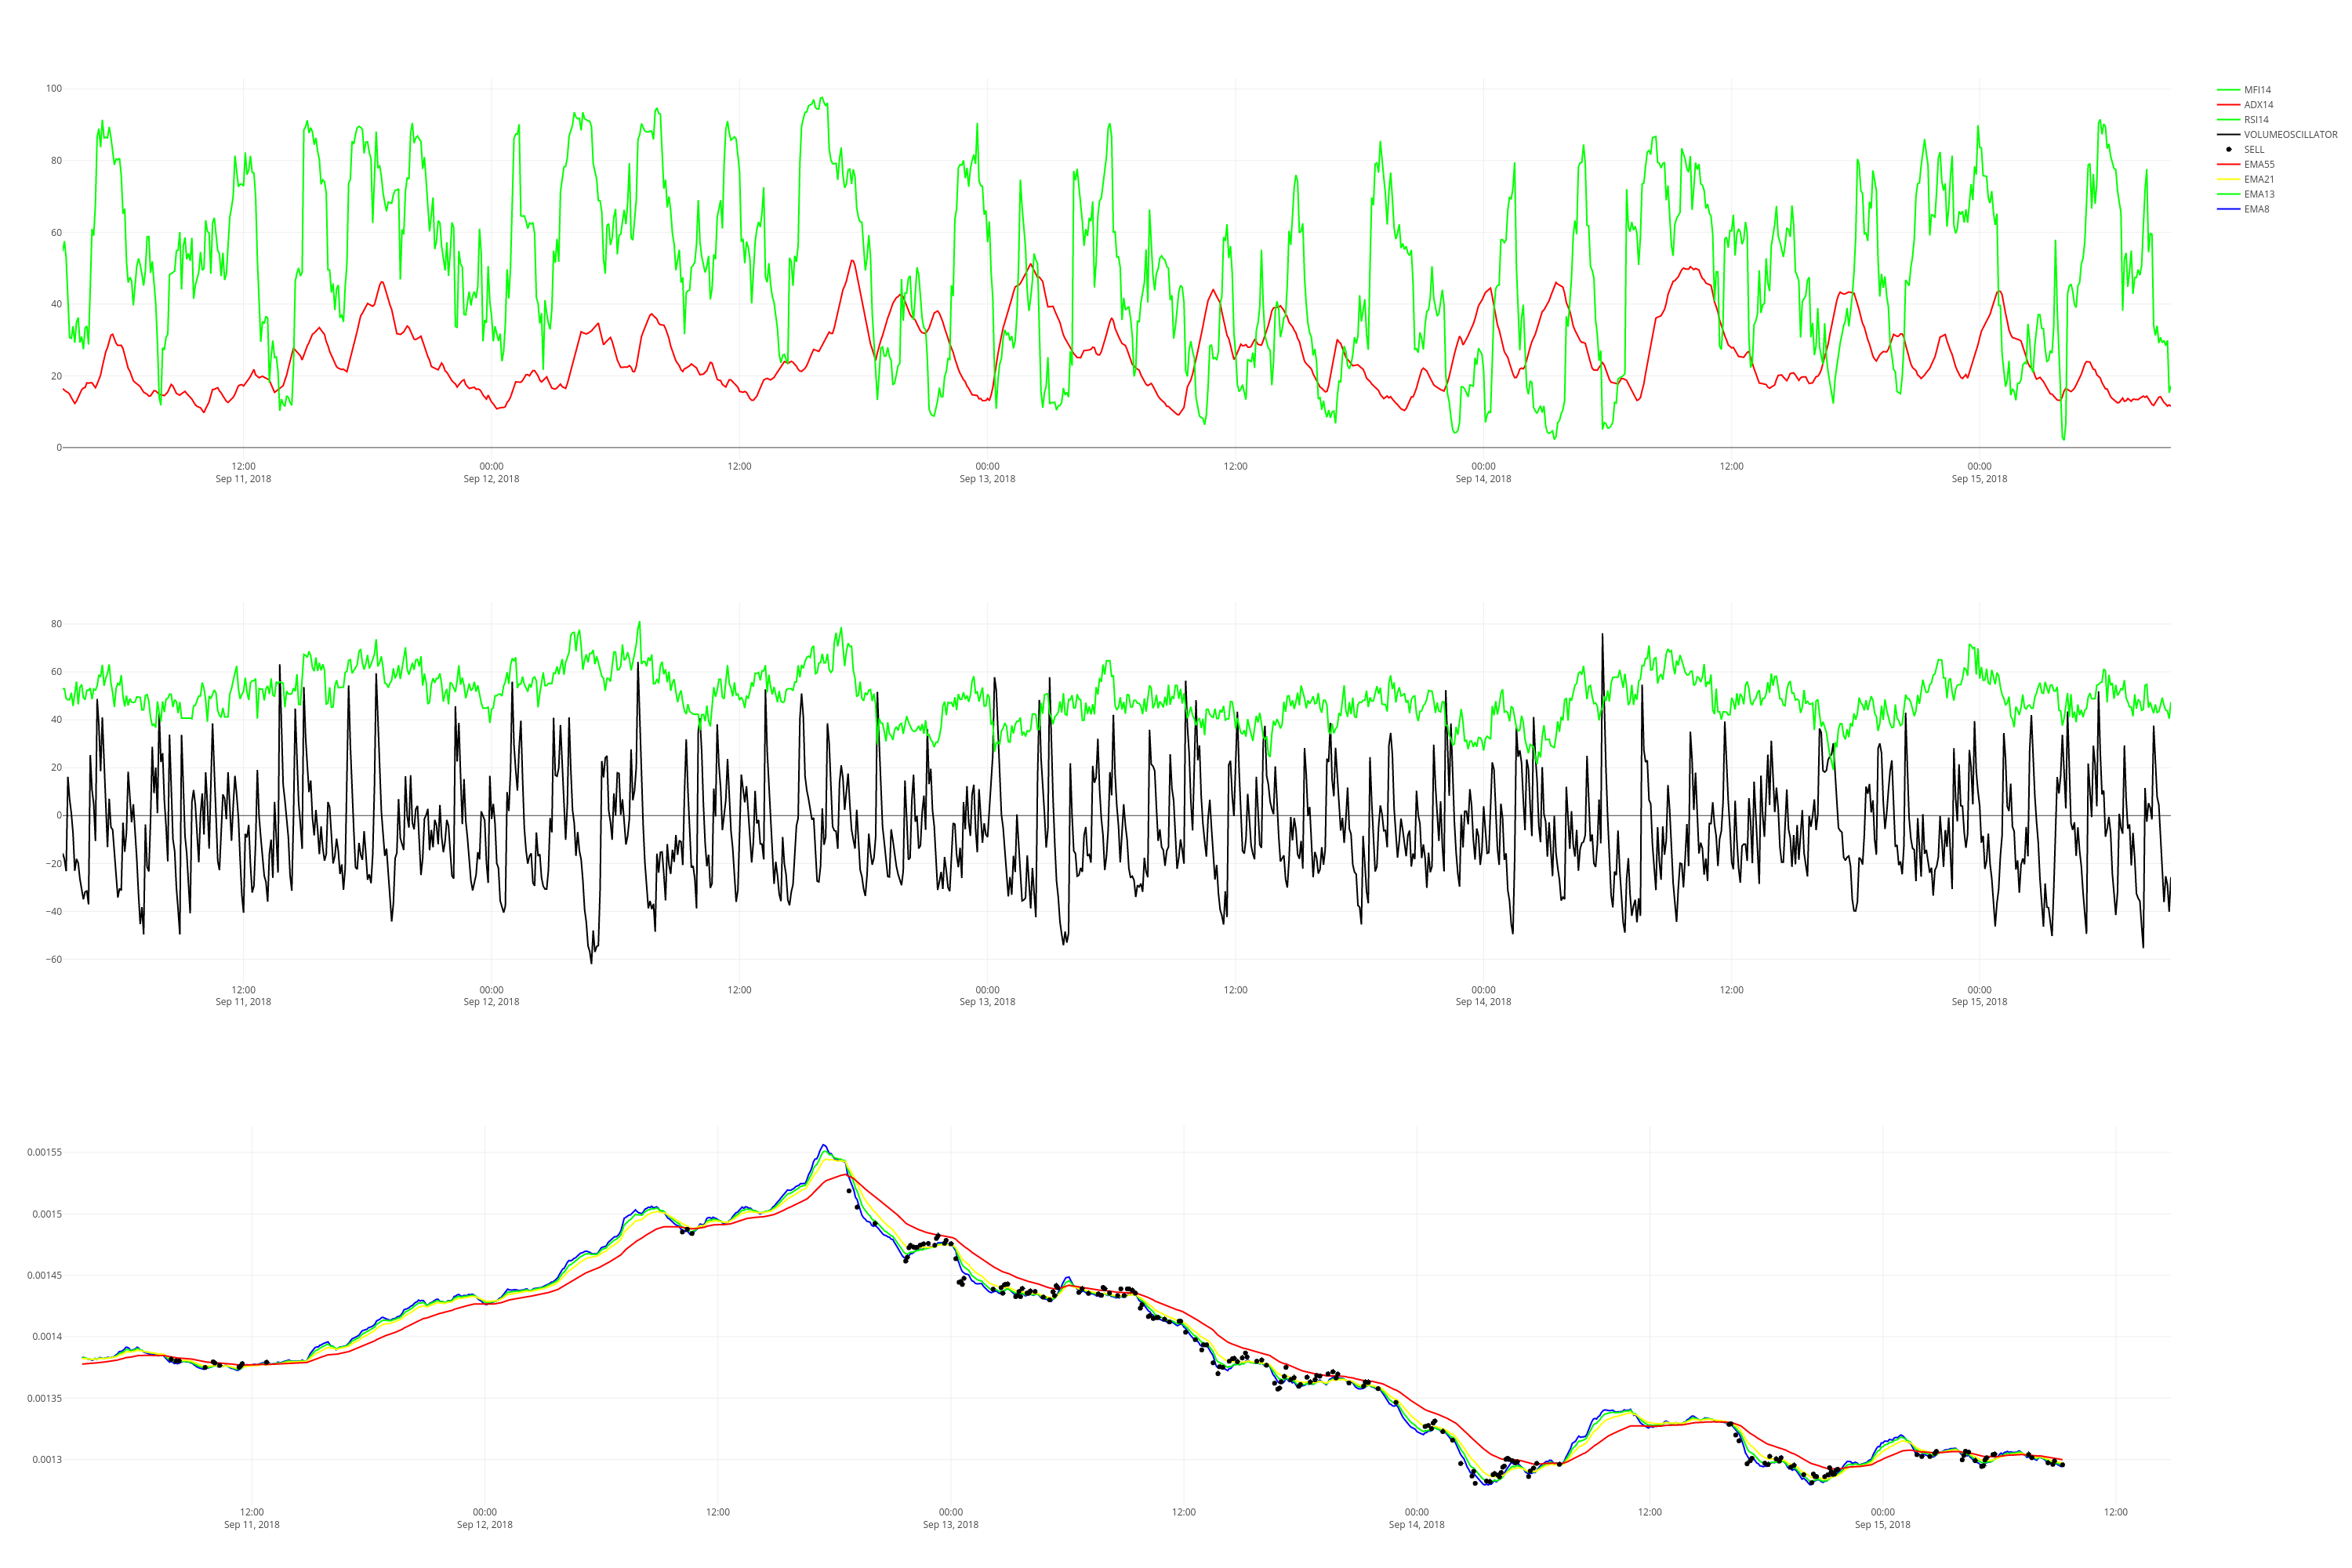 100
80
60
40
20
0
12:00
Sep 11, 2018
00:00
Sep 12, 2018
12:00
00:00
Sep 13, 2018
12:00
00:00
Sep 14, 2018
12:00
00:00
Sep 15, 2018
MFI14
ADX14
RSI14
VOLUMEOSCILLATOR
SELL
EMA55
EMA21
EMA13
EMA8
80
60
40
20
0
−20
−40
−60
12:00
Sep 11, 2018
00:00
Sep 12, 2018
12:00
00:00
Sep 13, 2018
12:00
00:00
Sep 14, 2018
12:00
00:00
Sep 15, 2018
0.00155
0.0015
0.00145
0.0014
0.00135
0.0013
12:00
Sep 11, 2018
00:00
Sep 12, 2018
12:00
00:00
Sep 13, 2018
12:00
00:00
Sep 14, 2018
12:00
00:00
Sep 15, 2018
12:00